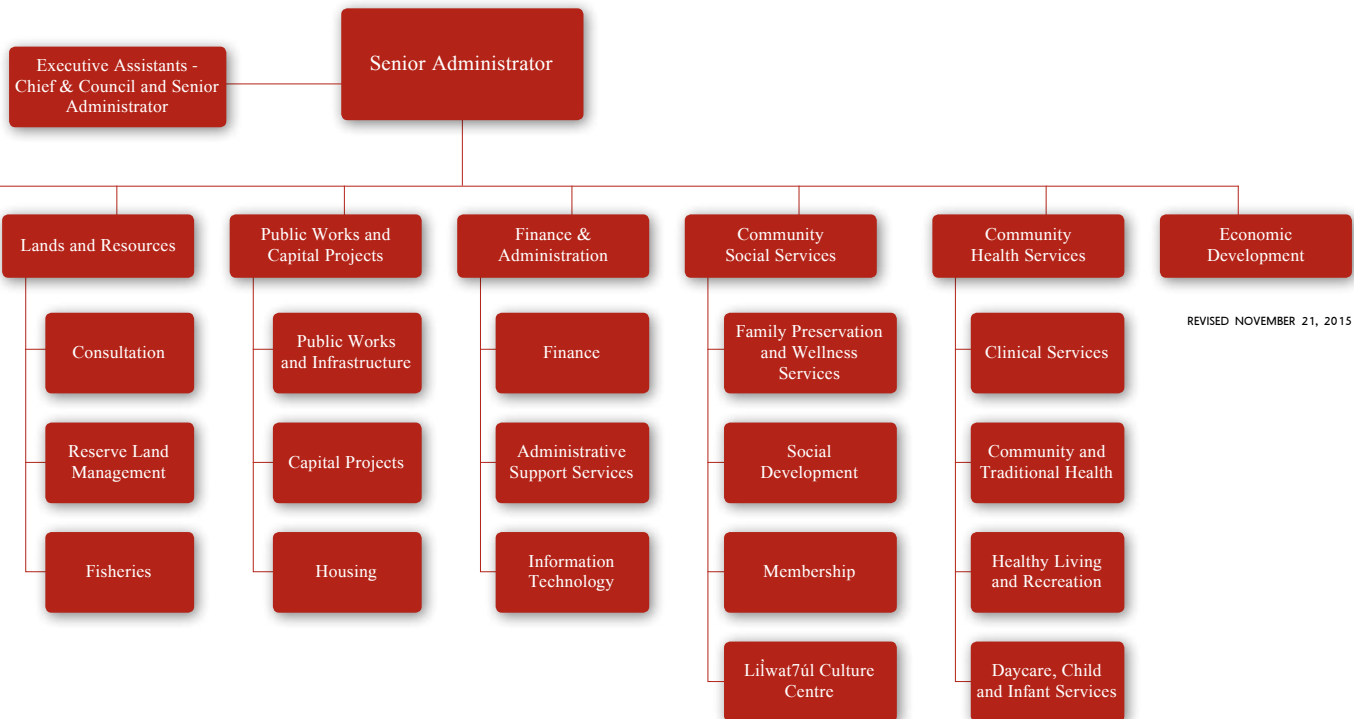 Executive Assistants -
Chief & Council and Senior
Administrator
Senior Administrator
Lands and Resources
Public Works and
Capital Projects
Finance &
Administration
Community
Social Services
Community
Health Services
Economic
Development
REVISED NOVEMBER 21, 2015
Consultation
Public Works
and Infrastructure
Finance
Family Preservation
and Wellness
Services
Clinical Services
Reserve Land
Management
Capital Projects
Administrative
Support Services
Social
Development
Community and
Traditional Health
Fisheries
Housing
Information
Technology
Membership
Healthy Living
and Recreation
Lil̓wat7úl Culture
Centre
Daycare, Child
and Infant Services